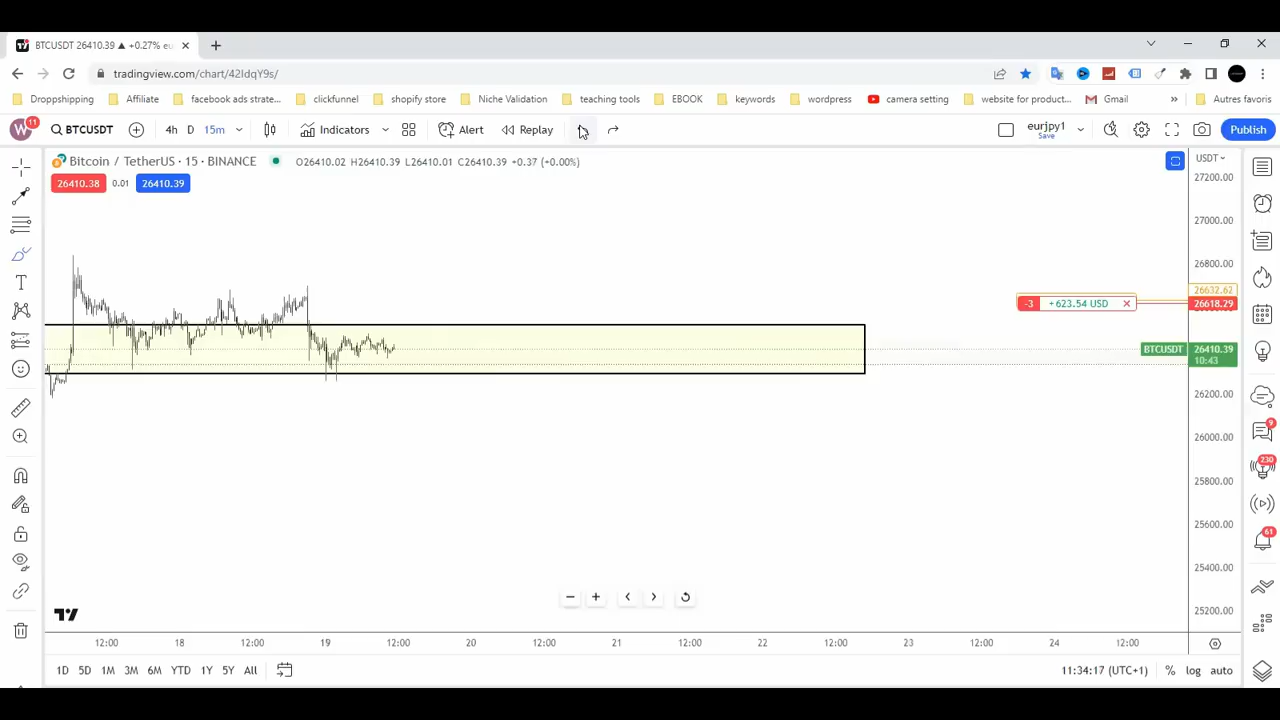 BTCUSDT 26410.39 ▲ +0.27% eu
tradingview.com/chart/42IdqY9s/
Droppshipping
Affiliate
facebook ads strate...
clickfunnel
shopify store
Niche Validation
teaching tools
EBOOK
keywords
wordpress
camera setting
website for product...
Gmail
»
Autres favoris
W
11
BTCUSDT
4h
D
15m
Indicators
Alert
Replay
eurjpy1
Save
Publish
Bitcoin / TetherUS · 15 · BINANCE
O26410.02 H26410.39 L26410.01 C26410.39 +0.37 (+0.00%)
USDT
26410.38
0.01
26410.39
27200.00
27000.00
26800.00
26632.62
-3
+623.54 USD
26618.29
BTCUSDT
26410.39
10:43
26200.00
26000.00
25800.00
25600.00
25400.00
25200.00
9
230
61
12:00
18
12:00
19
12:00
20
12:00
21
12:00
22
12:00
23
12:00
24
12:00
1D
5D
1M
3M
6M
YTD
1Y
5Y
All
11:34:17 (UTC+1)
%
log
auto